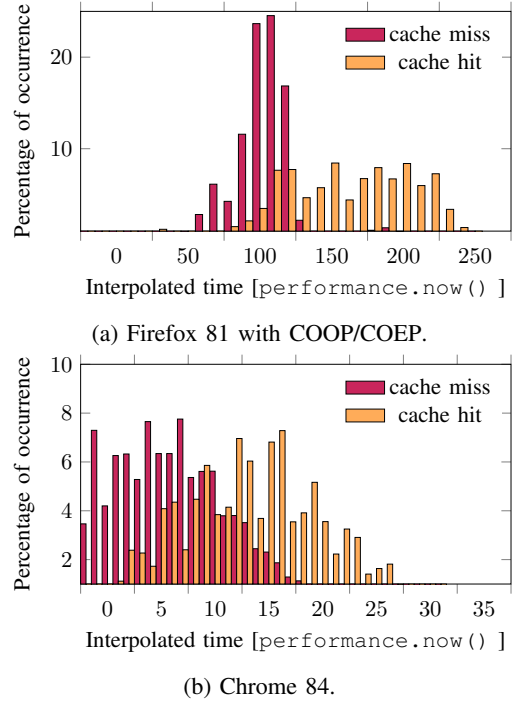 cache miss
cache hit
20
10
Percentage of occurrence
0 50 100 150 200 250
Interpolated time [performance.now() ]
(a) Firefox 81 with COOP/COEP.
10
cache miss
cache hit
8
6
4
2
Percentage of occurrence
0 5 10 15 20 25 30 35
Interpolated time [performance.now() ]
(b) Chrome 84.